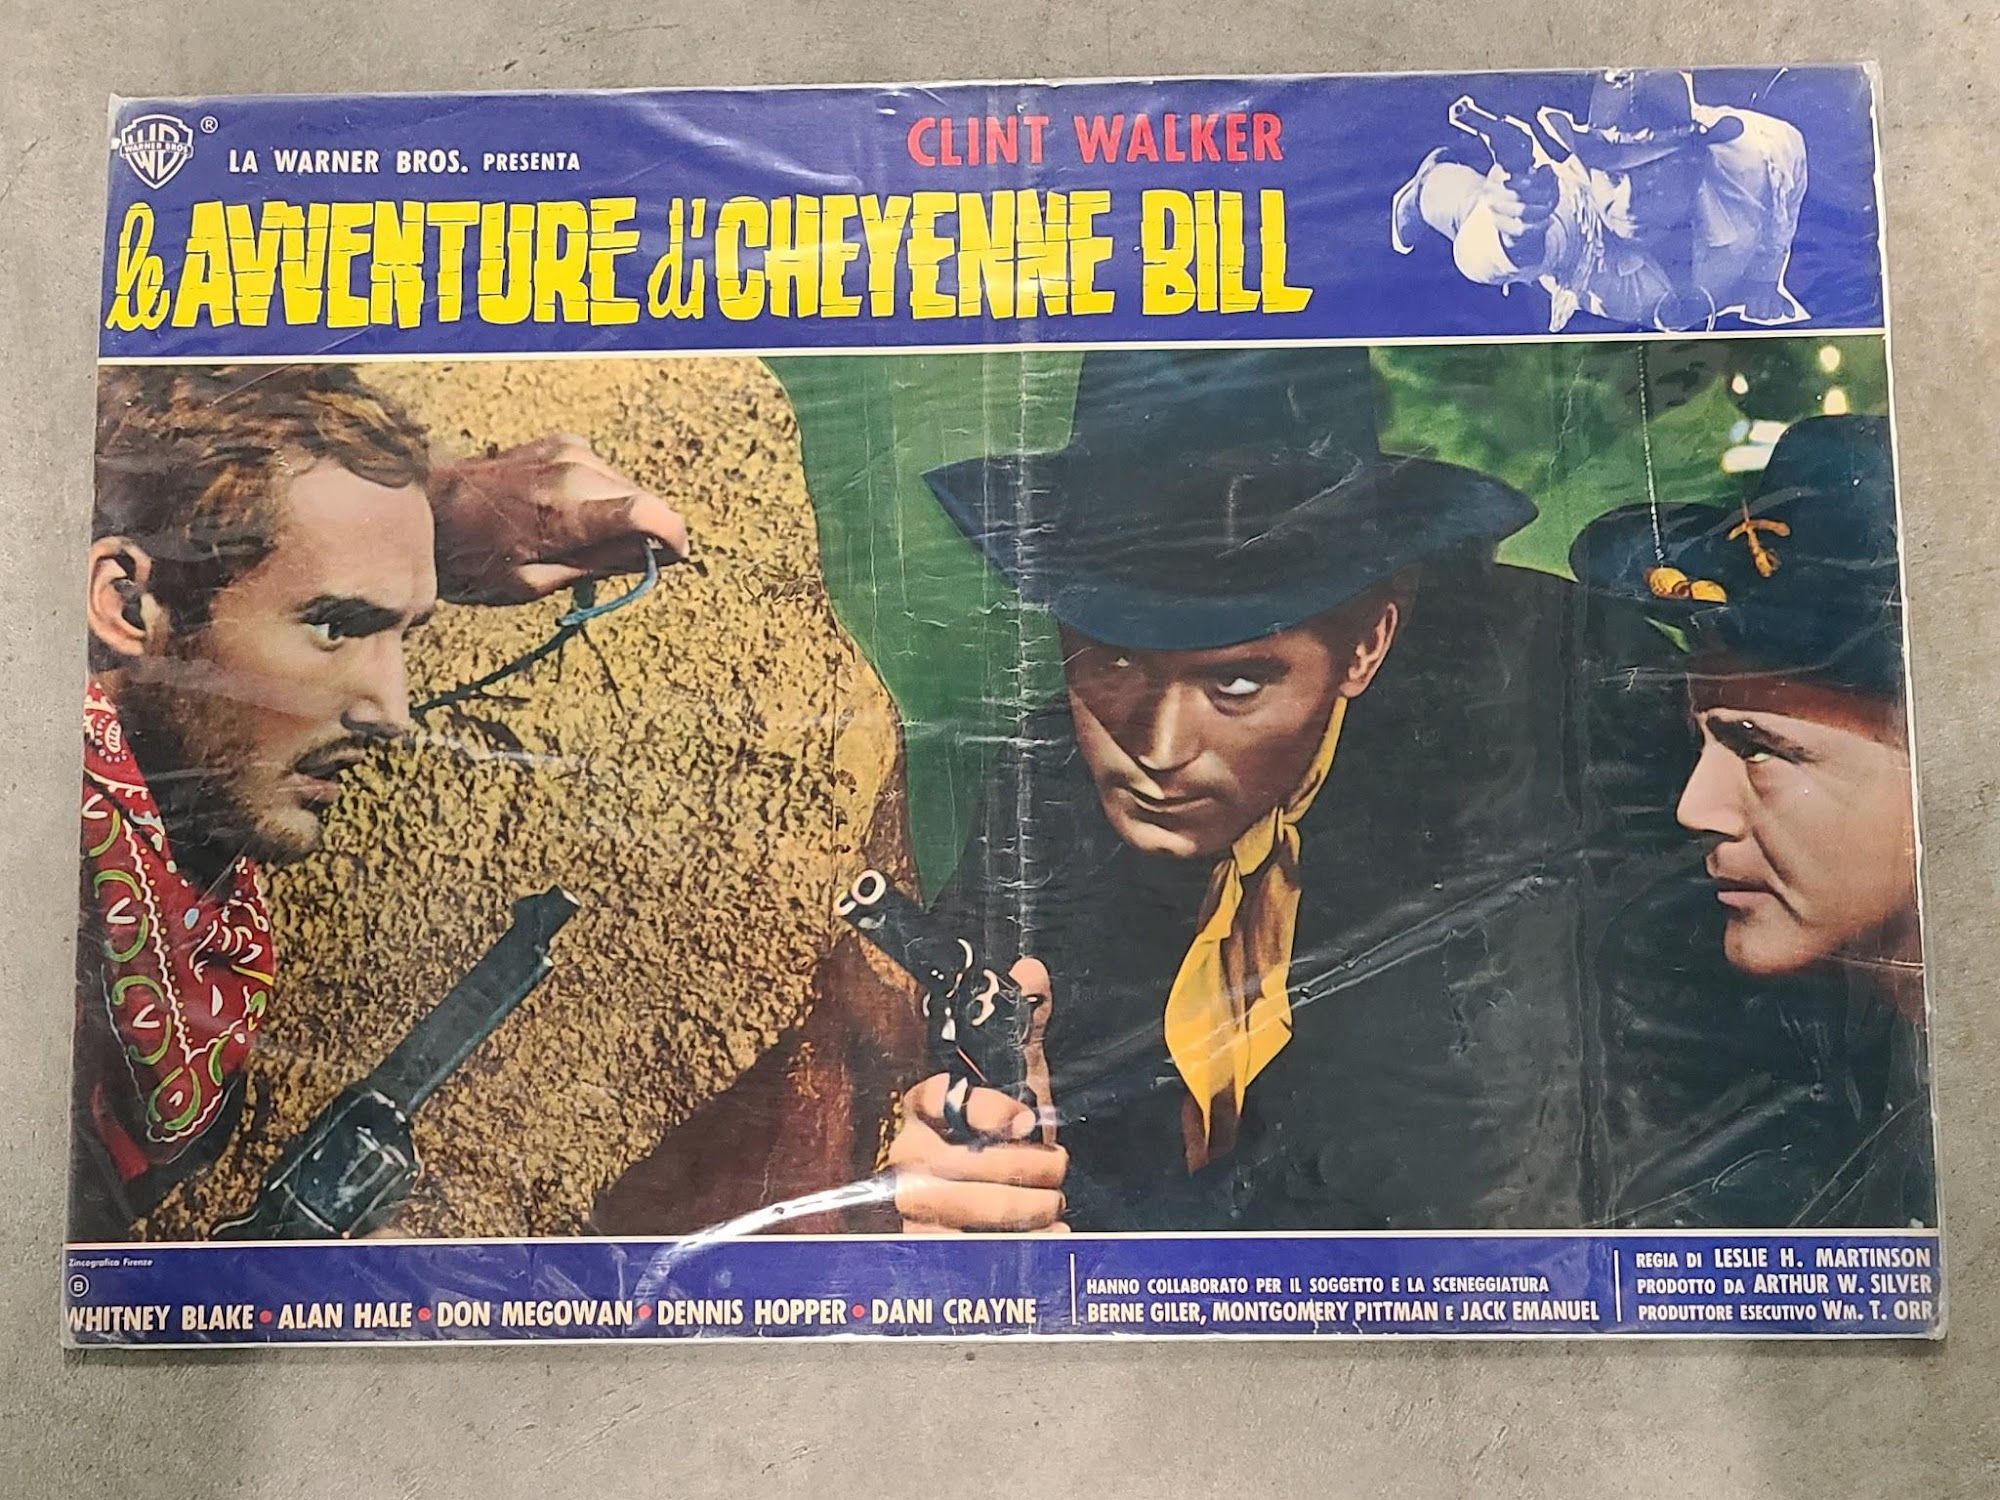 WARNER BROS
®
LA WARNER BROS. PRESENTA
CLINT WALKER
le AVVENTURE di CHEYENNE BILL
Zincografica Firenze
B
WHITNEY BLAKE • ALAN HALE • DON MEGOWAN • DENNIS HOPPER • DANI CRAYNE
HANNO COLLABORATO PER IL SOGGETTO E LA SCENEGGIATURA
BERNE GILER, MONTGOMERY PITTMAN E JACK EMANUEL
REGIA DI LESLIE H. MARTINSON
PRODOTTO DA ARTHUR W. SILVER
PRODUTTORE ESECUTIVO WM. T. ORR